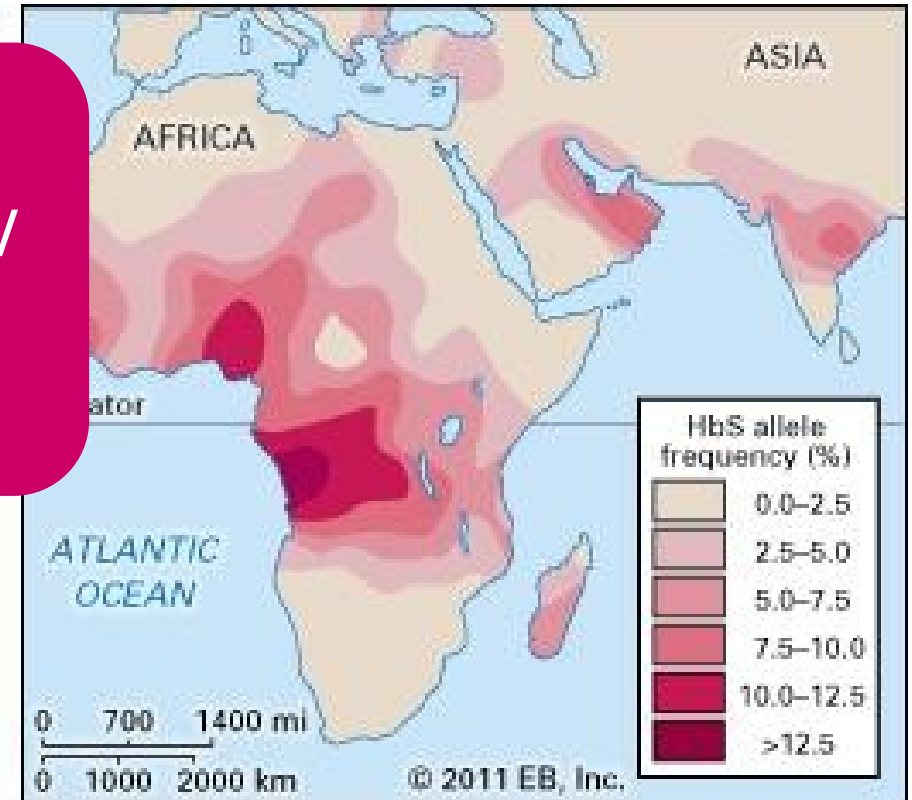 ASIA
AFRICA
y
ator
HbS allele
frequency (%)
0.0–2.5
2.5–5.0
5.0–7.5
7.5–10.0
10.0–12.5
>12.5
ATLANTIC
OCEAN
0 700 1400 mi
0 1000 2000 km
© 2011 EB, Inc.